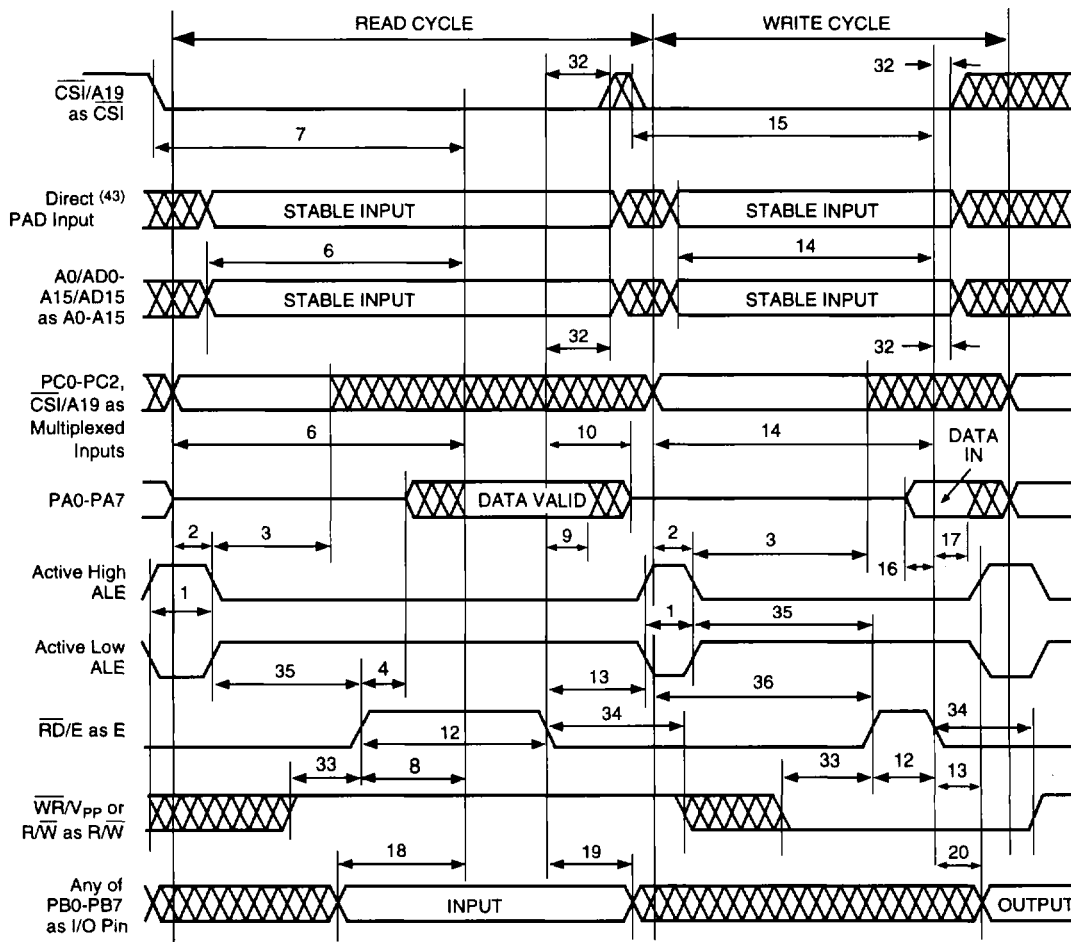 READ CYCLE WRITE CYCLE
32 32
CSI/A19
as CSI
7 15
Direct (43)
PAD Input
STABLE INPUT STABLE INPUT
6 14
A0/AD0-
A15/AD15
as A0-A15
STABLE INPUT STABLE INPUT
32 32
PC0-PC2,
CSI/A19 as
Multiplexed
Inputs
6 10 14
DATA
IN
PA0-PA7
DATA VALID
2 3 9 2 3 16 17
Active High
ALE
1 1 35
Active Low
ALE
35 4 13 36
RD/E as E
12 34 34
33 8 33 12 13
WR/VPP or
R/W as R/W
18 19 20
Any of
PB0-PB7
as I/O Pin
INPUT OUTPUT